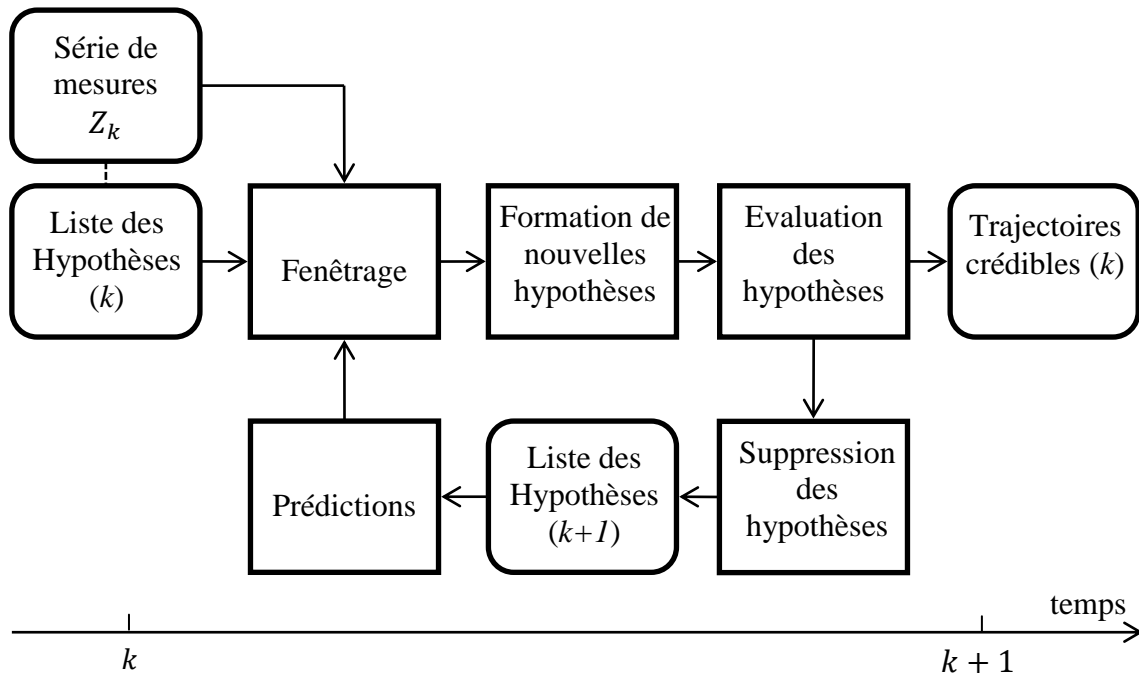 Série de
mesures
Z_k
Liste des
Hypothèses
(k)
Fenêtrage
Formation de
nouvelles
hypothèses
Evaluation
des
hypothèses
Trajectoires
crédibles (k)
Prédictions
Liste des
Hypothèses
(k+1)
Suppression
des
hypothèses
temps
k
k + 1